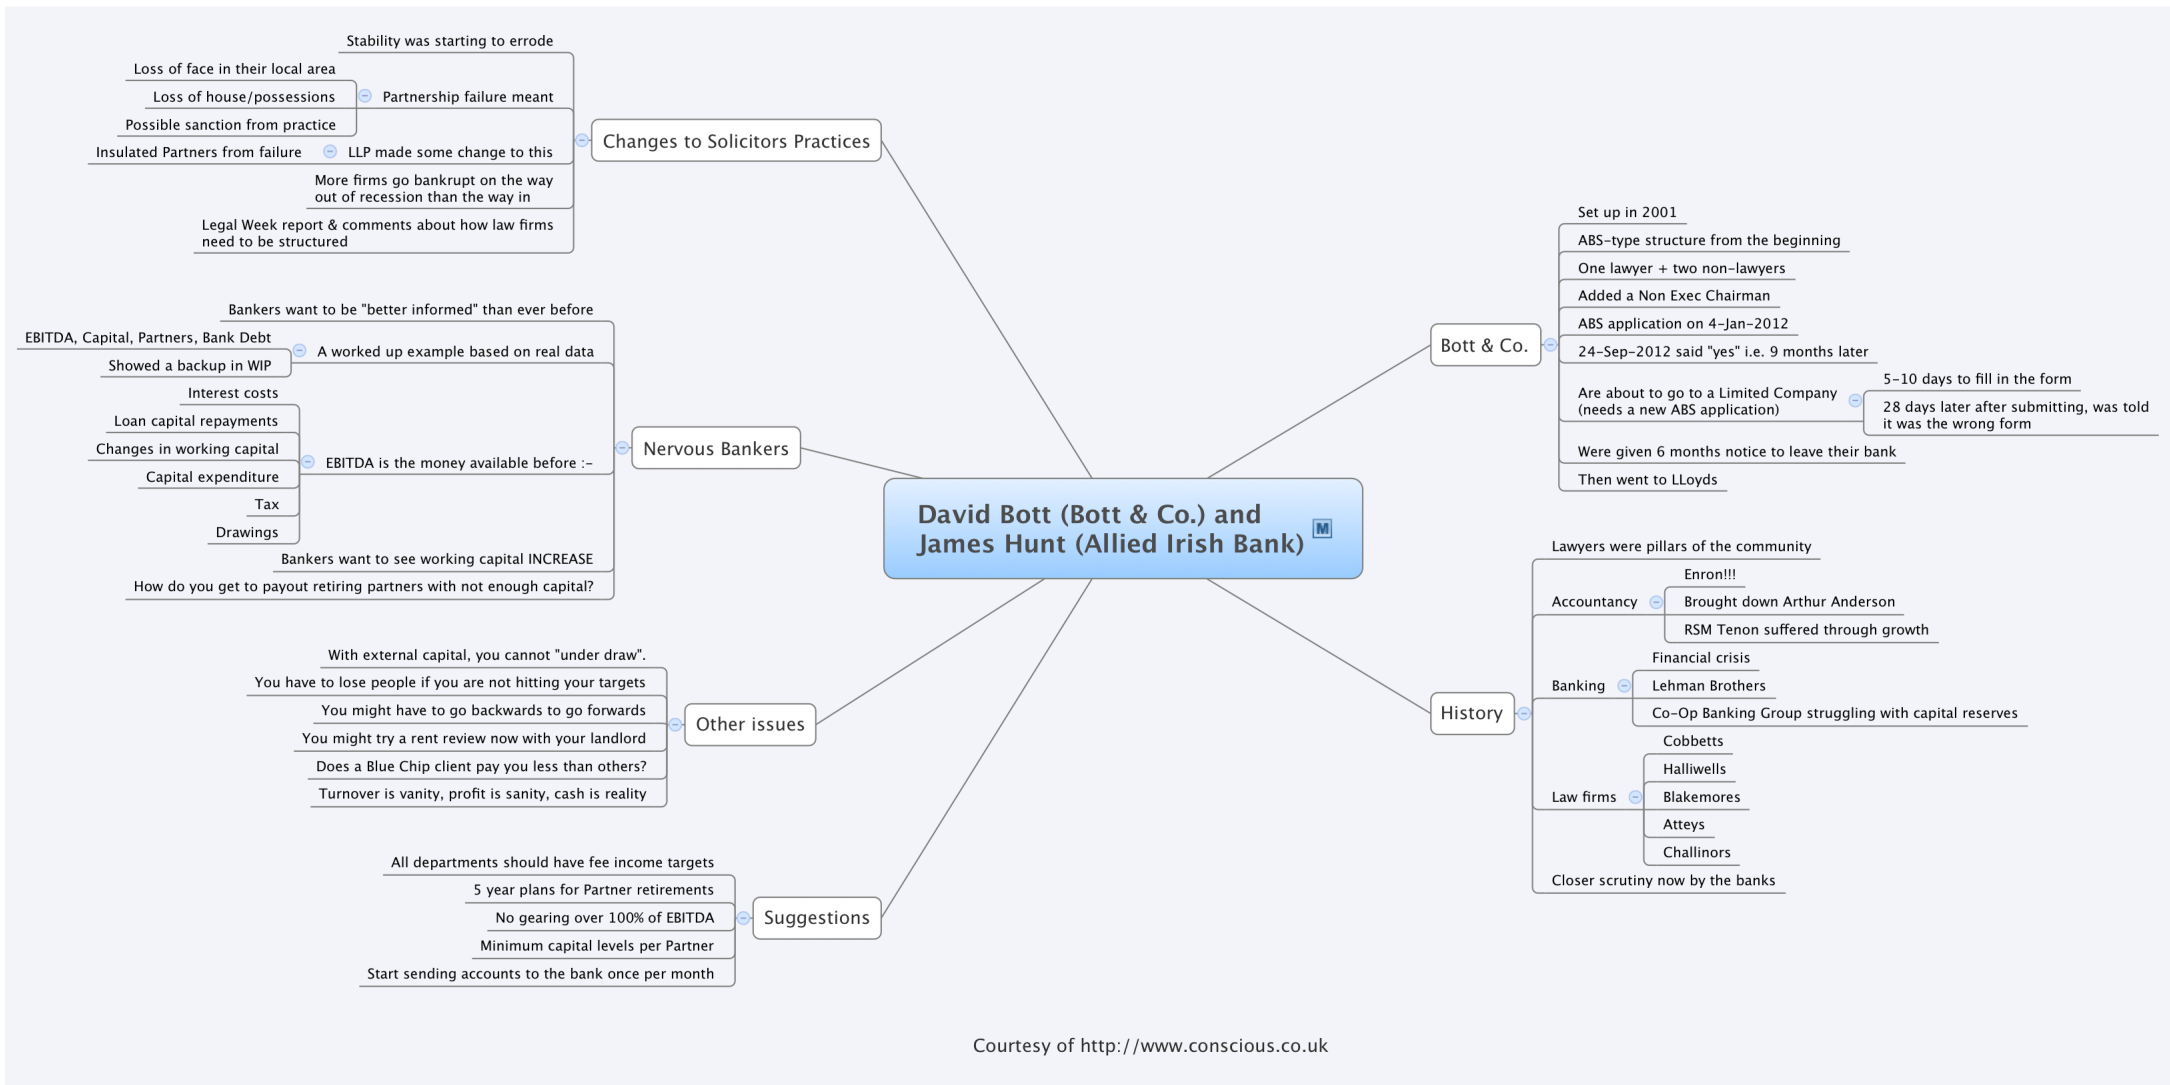 David Bott (Bott & Co.) and
James Hunt (Allied Irish Bank)
M
Bott & Co.
Set up in 2001
ABS-type structure from the beginning
One lawyer + two non-lawyers
Added a Non Exec Chairman
ABS application on 4-Jan-2012
24-Sep-2012 said "yes" i.e. 9 months later
Are about to go to a Limited Company
(needs a new ABS application)
5-10 days to fill in the form
28 days later after submitting, was told
it was the wrong form
Were given 6 months notice to leave their bank
Then went to LLoyds
History
Lawyers were pillars of the community
Accountancy
Enron!!!
Brought down Arthur Anderson
RSM Tenon suffered through growth
Banking
Financial crisis
Lehman Brothers
Co-Op Banking Group struggling with capital reserves
Law firms
Cobbetts
Halliwells
Blakemores
Atteys
Challinors
Closer scrutiny now by the banks
Changes to Solicitors Practices
Stability was starting to errode
Partnership failure meant
Loss of face in their local area
Loss of house/possessions
Possible sanction from practice
LLP made some change to this
Insulated Partners from failure
More firms go bankrupt on the way
out of recession than the way in
Legal Week report & comments about how law firms
need to be structured
Nervous Bankers
Bankers want to be "better informed" than ever before
A worked up example based on real data
EBITDA, Capital, Partners, Bank Debt
Showed a backup in WIP
EBITDA is the money available before :-
Interest costs
Loan capital repayments
Changes in working capital
Capital expenditure
Tax
Drawings
Bankers want to see working capital INCREASE
How do you get to payout retiring partners with not enough capital?
Other issues
With external capital, you cannot "under draw".
You have to lose people if you are not hitting your targets
You might have to go backwards to go forwards
You might try a rent review now with your landlord
Does a Blue Chip client pay you less than others?
Turnover is vanity, profit is sanity, cash is reality
Suggestions
All departments should have fee income targets
5 year plans for Partner retirements
No gearing over 100% of EBITDA
Minimum capital levels per Partner
Start sending accounts to the bank once per month
Courtesy of http://www.conscious.co.uk